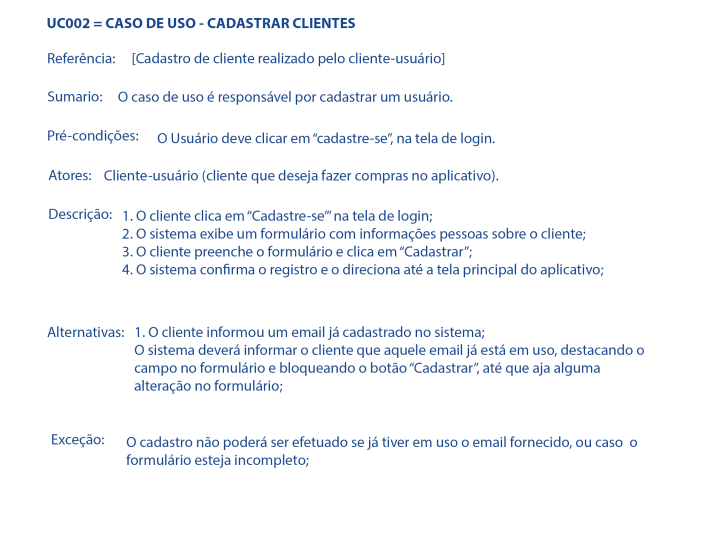 UC002 = CASO DE USO - CADASTRAR CLIENTES
Referência: [Cadastro de cliente realizado pelo cliente-usuário]
Sumario: O caso de uso é responsável por cadastrar um usuário.
Pré-condições: O Usuário deve clicar em “cadastre-se”, na tela de login.
Atores: Cliente-usuário (cliente que deseja fazer compras no aplicativo).
Descrição: 1. O cliente clica em “Cadastre-se’” na tela de login;
2. O sistema exibe um formulário com informações pessoas sobre o cliente;
3. O cliente preenche o formulário e clica em “Cadastrar”;
4. O sistema confirma o registro e o direciona até a tela principal do aplicativo;
Alternativas: 1. O cliente informou um email já cadastrado no sistema;
O sistema deverá informar o cliente que aquele email já está em uso, destacando o
campo no formulário e bloqueando o botão “Cadastrar”, até que aja alguma
alteração no formulário;
Exceção: O cadastro não poderá ser efetuado se já tiver em uso o email fornecido, ou caso o
formulário esteja incompleto;